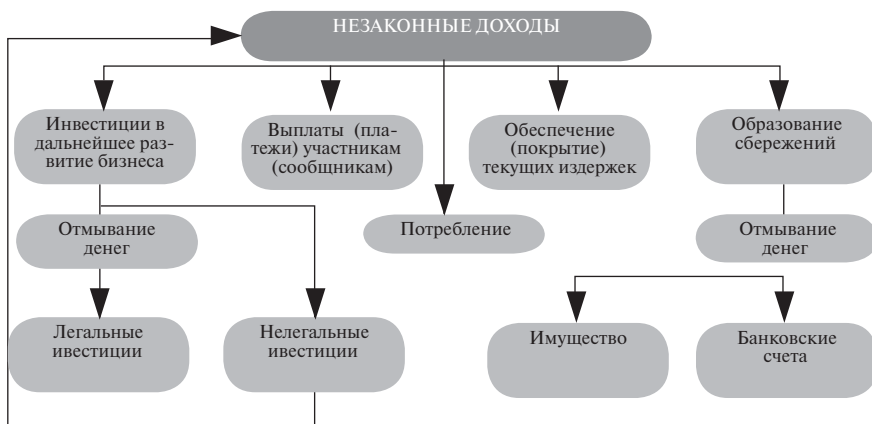 НЕЗАКОННЫЕ ДОХОДЫ
Инвестиции в
дальнейшее раз-
витие бизнеса
Выплаты (пла-
тежи) участникам
(сообщникам)
Обеспечение
(покрытие)
текущих издержек
Образование
сбережений
Отмывание
денег
Потребление
Отмывание
денег
Легальные
ивестиции
Нелегальные
ивестиции
Имущество
Банковские
счета